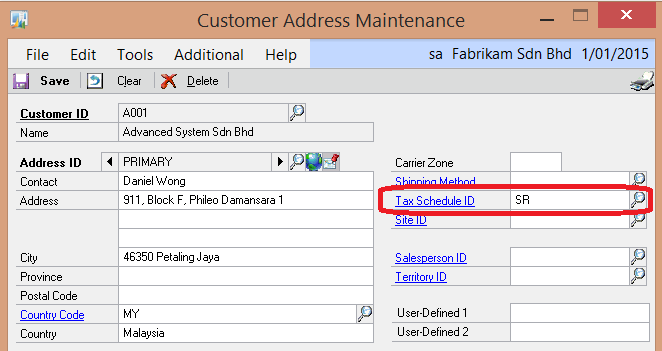 Customer Address Maintenance
File Edit Tools Additional Help sa Fabrikam Sdn Bhd 1/01/2015
Save Clear Delete
Customer ID A001
Name Advanced System Sdn Bhd
Address ID PRIMARY Carrier Zone
Contact Daniel Wong Shipping Method
Address 911, Block F, Phileo Damansara 1 Tax Schedule ID SR
Site ID
City 46350 Petaling Jaya Salesperson ID
Province Territory ID
Postal Code
Country Code MY User-Defined 1
Country Malaysia User-Defined 2